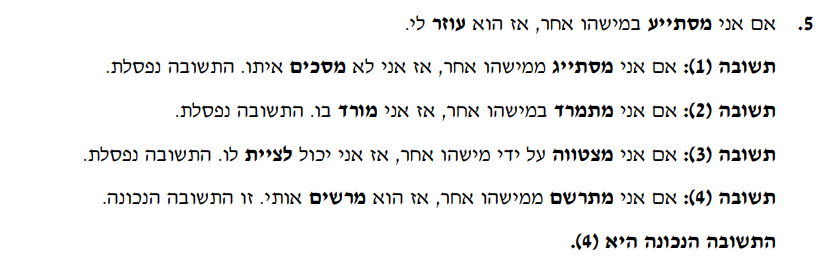 5. אם אני מסתייע במישהו אחר, אז הוא עוזר לי.
תשובה (1): אם אני מסתייג ממישהו אחר, אז אני לא מסכים איתו. התשובה נפסלת.
תשובה (2): אם אני מתמרד במישהו אחר, אז אני מורד בו. התשובה נפסלת.
תשובה (3): אם אני מצטווה על ידי מישהו אחר, אז אני יכול לציית לו. התשובה נפסלת.
תשובה (4): אם אני מתרשם ממישהו אחר, אז הוא מרשים אותי. זו התשובה הנכונה.
התשובה הנכונה היא (4).